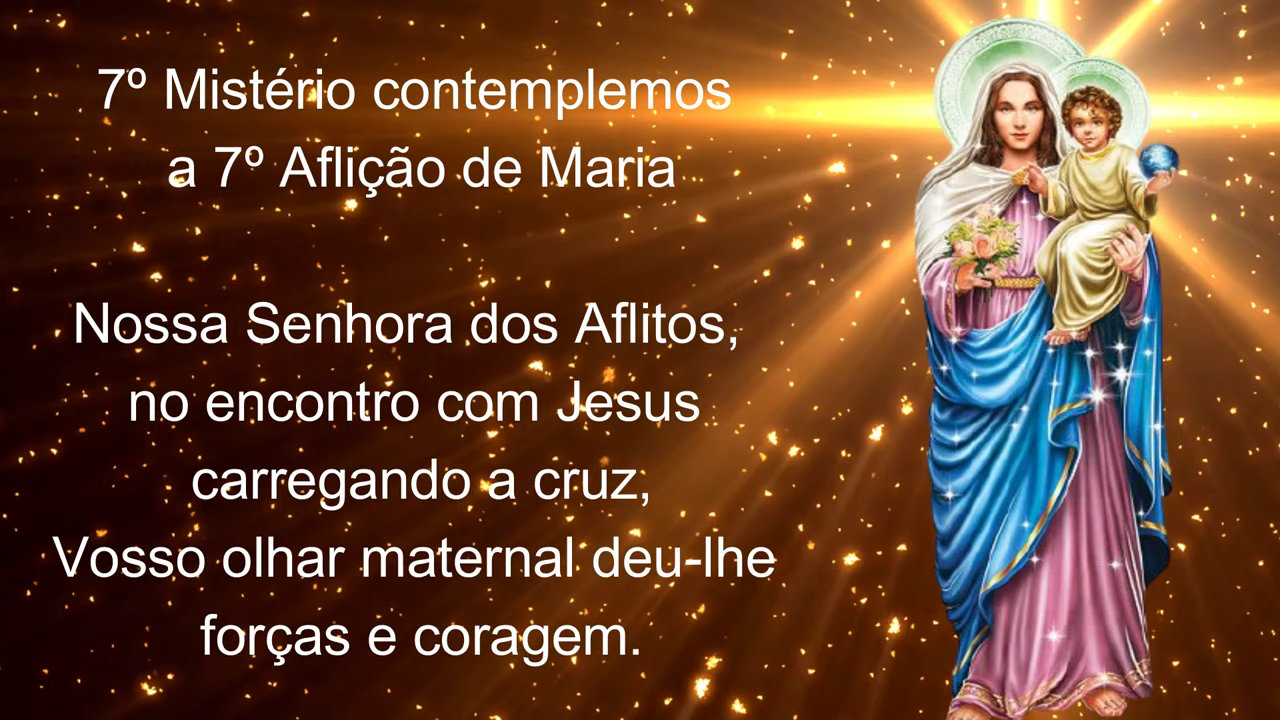 7º Mistério contemplemos
a 7º Aflição de Maria
Nossa Senhora dos Aflitos,
no encontro com Jesus
carregando a cruz,
Vosso olhar maternal deu-lhe
forças e coragem.